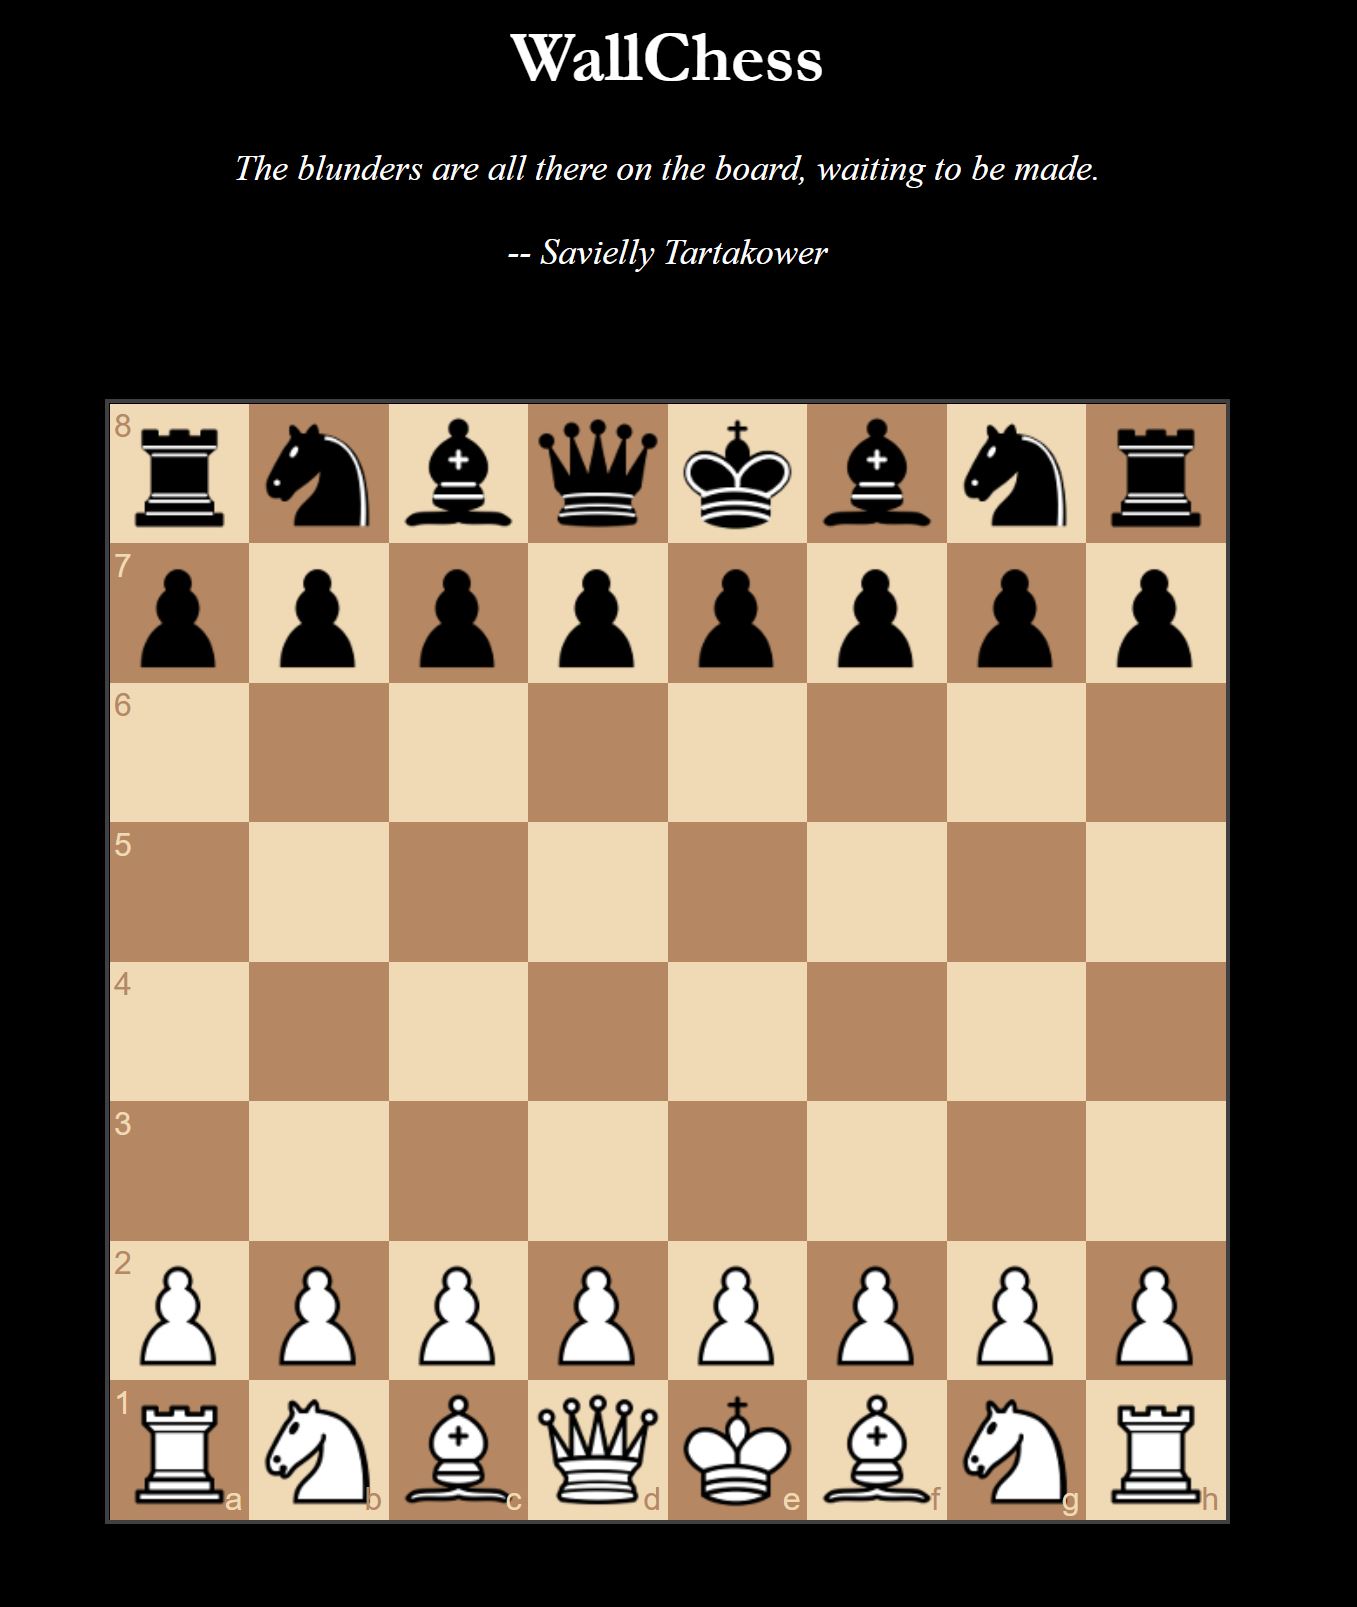 WallChess
The blunders are all there on the board, waiting to be made.
-- Savielly Tartakower
8
7
6
5
4
3
2
1
a b c d e f g h